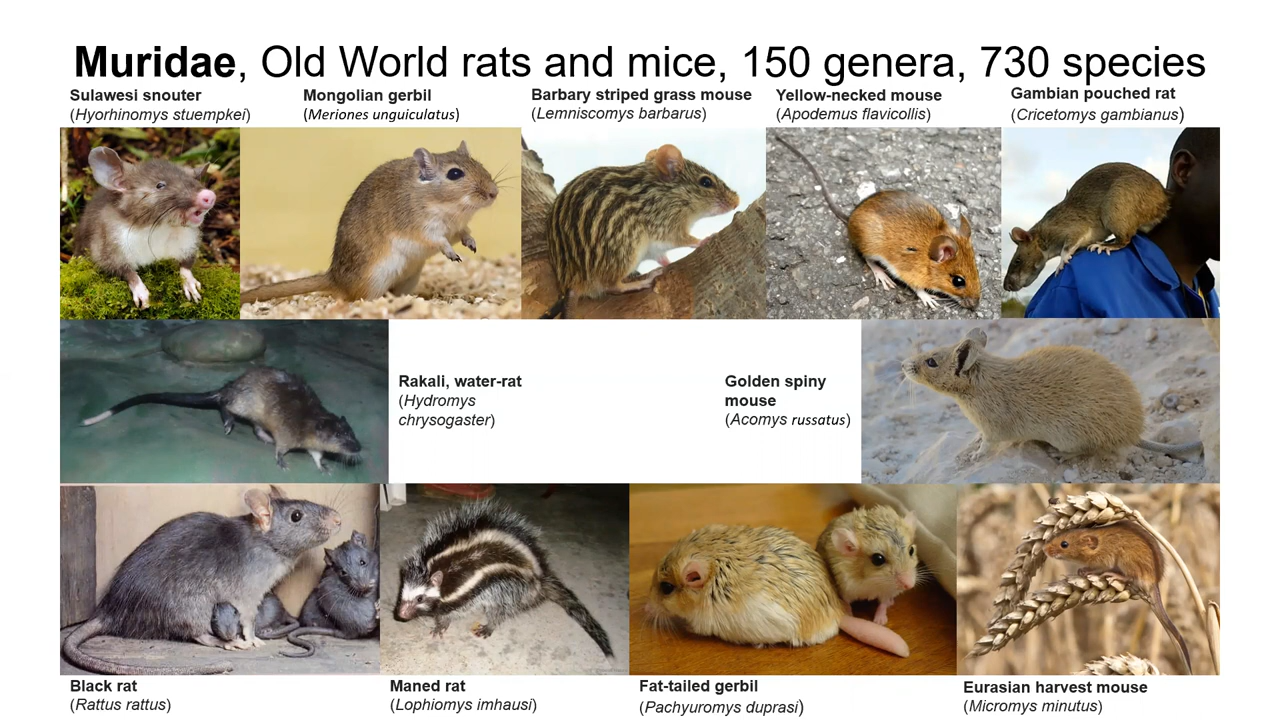 Muridae, Old World rats and mice, 150 genera, 730 species
Sulawesi snouter
(Hyorhinomys stuempkei)
Mongolian gerbil
(Meriones unguiculatus)
Barbary striped grass mouse
(Lemniscomys barbarus)
Yellow-necked mouse
(Apodemus flavicollis)
Gambian pouched rat
(Cricetomys gambianus)
Rakali, water-rat
(Hydromys
chrysogaster)
Golden spiny
mouse
(Acomys russatus)
Black rat
(Rattus rattus)
Maned rat
(Lophiomys imhausi)
Fat-tailed gerbil
(Pachyuromys duprasi)
Eurasian harvest mouse
(Micromys minutus)